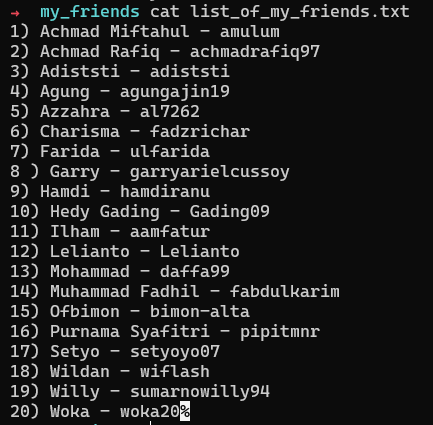 → my_friends cat list_of_my_friends.txt
1) Achmad Miftahul - amulum
2) Achmad Rafiq - achmadrafiq97
3) Adiststi - adiststi
4) Agung - agungajin19
5) Azzahra - al7262
6) Charisma - fadzrichar
7) Farida - ulfarida
8 ) Garry - garryarielcussoy
9) Hamdi - hamdiranu
10) Hedy Gading - Gading09
11) Ilham - aamfatur
12) Lelianto - Lelianto
13) Mohammad - daffa99
14) Muhammad Fadhil - fabdulkarim
15) Ofbimon - bimon-alta
16) Purnama Syafitri - pipitmnr
17) Setyo - setyoyo07
18) Wildan - wiflash
19) Willy - sumarnowilly94
20) Woka - woka20%